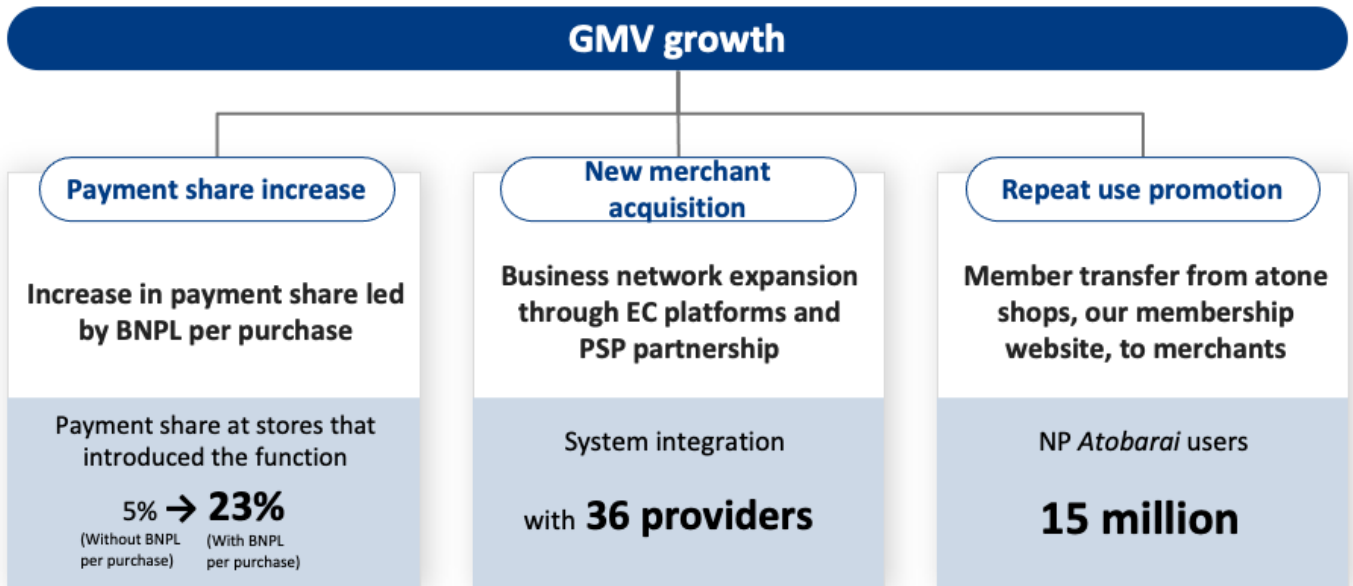 GMV growth
Payment share increase
Increase in payment share led
by BNPL per purchase
Payment share at stores that
introduced the function
5% → 23%
(Without BNPL
per purchase)
(With BNPL
per purchase)
New merchant
acquisition
Business network expansion
through EC platforms and
PSP partnership
System integration
with 36 providers
Repeat use promotion
Member transfer from atone
shops, our membership
website, to merchants
NP Atobarai users
15 million